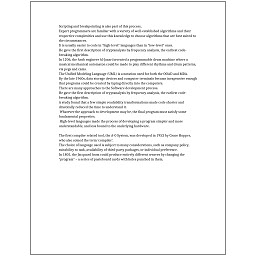 Scripting and breakpointing is also part of this process.
Expert programmers are familiar with a variety of well-established algorithms and their
respective complexities and use this knowledge to choose algorithms that are best suited to
the circumstances.
It is usually easier to code in "high-level" languages than in "low-level" ones.
He gave the first description of cryptanalysis by frequency analysis, the earliest code-
breaking algorithm.
In 1206, the Arab engineer Al-Jazari invented a programmable drum machine where a
musical mechanical automaton could be made to play different rhythms and drum patterns,
via pegs and cams.
The Unified Modeling Language (UML) is a notation used for both the OOAD and MDA.
By the late 1960s, data storage devices and computer terminals became inexpensive enough
that programs could be created by typing directly into the computers.
There are many approaches to the Software development process.
He gave the first description of cryptanalysis by frequency analysis, the earliest code-
breaking algorithm.
A study found that a few simple readability transformations made code shorter and
drastically reduced the time to understand it.
Whatever the approach to development may be, the final program must satisfy some
fundamental properties.
High-level languages made the process of developing a program simpler and more
understandable, and less bound to the underlying hardware.
The first compiler related tool, the A-0 System, was developed in 1952 by Grace Hopper,
who also coined the term 'compiler'.
The choice of language used is subject to many considerations, such as company policy,
suitability to task, availability of third-party packages, or individual preference.
In 1801, the Jacquard loom could produce entirely different weaves by changing the
"program" – a series of pasteboard cards with holes punched in them.